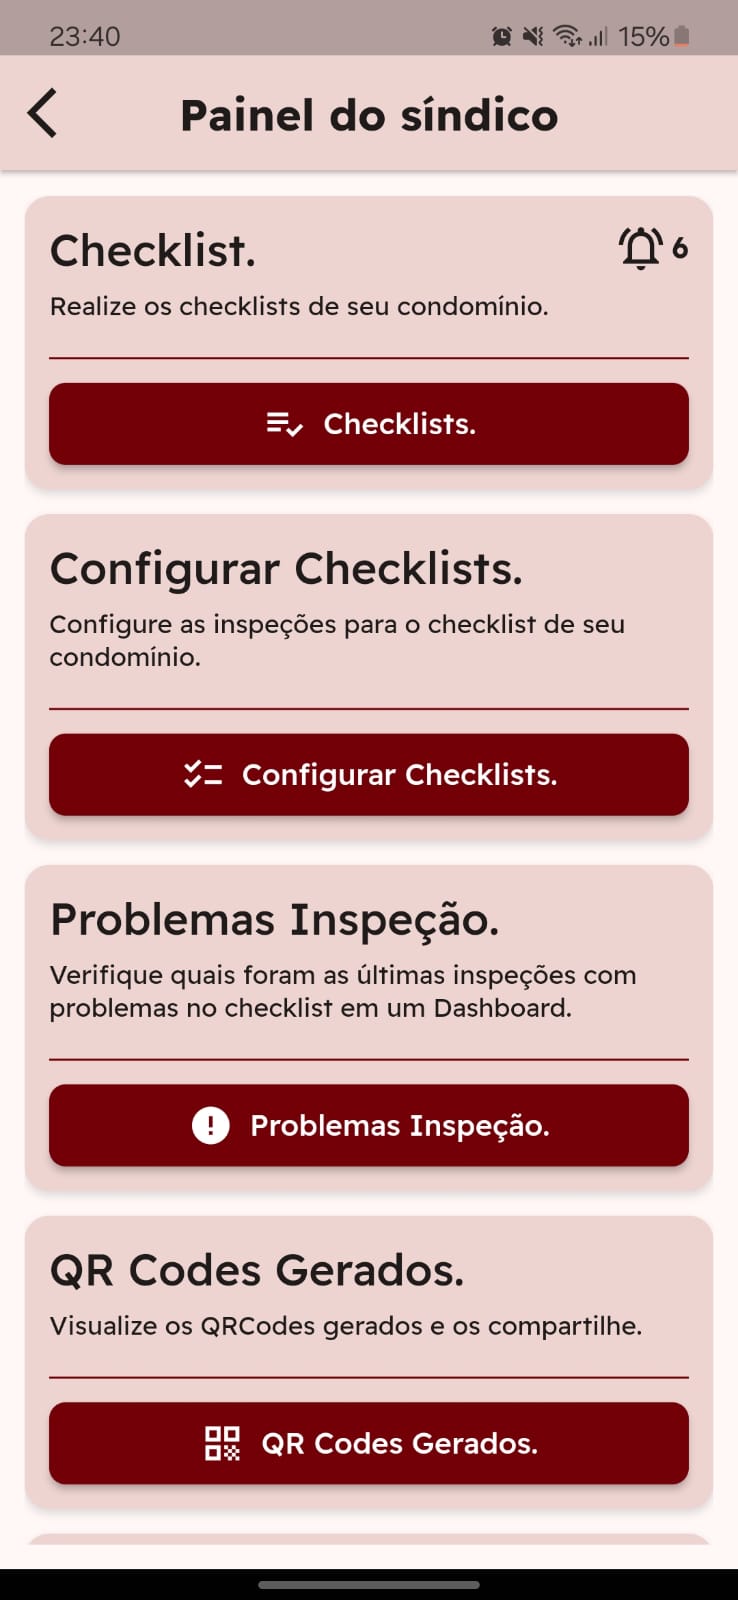 23:40
15%
Painel do síndico
Checklist.
6
Realize os checklists de seu condomínio.
Checklists.
Configurar Checklists.
Configure as inspeções para o checklist de seu
condomínio.
Configurar Checklists.
Problemas Inspeção.
Verifique quais foram as últimas inspeções com
problemas no checklist em um Dashboard.
Problemas Inspeção.
QR Codes Gerados.
Visualize os QRCodes gerados e os compartilhe.
QR Codes Gerados.